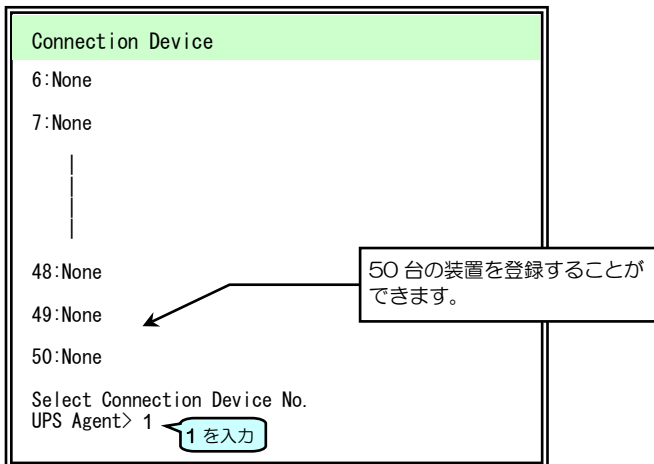 Connection Device
6:None
7:None
|
|
|
|
48:None
49:None
50:None
50 台の装置を登録することが
できます。
Select Connection Device No.
UPS Agent> 1
1 を入力